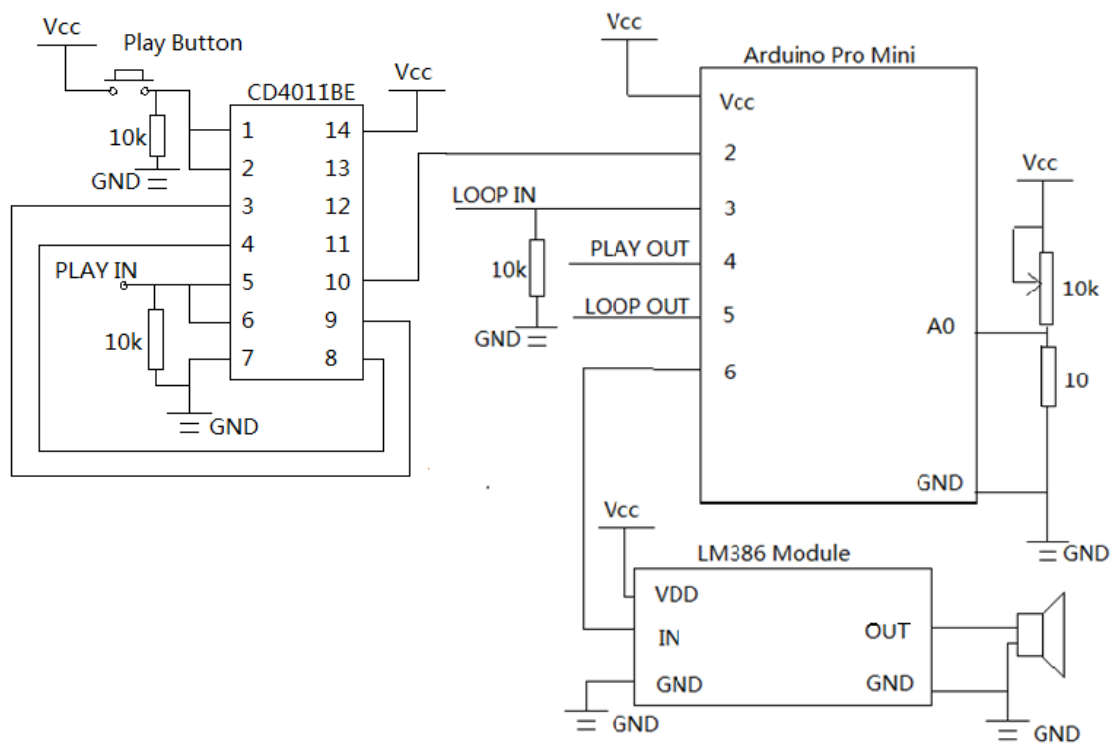 Vcc
Play Button
Vcc
CD4011BE
10k
GND
1 14
2 13
3 12
4 11
5 10
6 9
7 8
PLAY IN
10k
GND
Vcc
Arduino Pro Mini
Vcc
2
LOOP IN
3
10k
GND
PLAY OUT
4
LOOP OUT
5
6
A0
GND
Vcc
10k
10
GND
Vcc
LM386 Module
VDD
IN
GND
OUT
GND
GND
GND